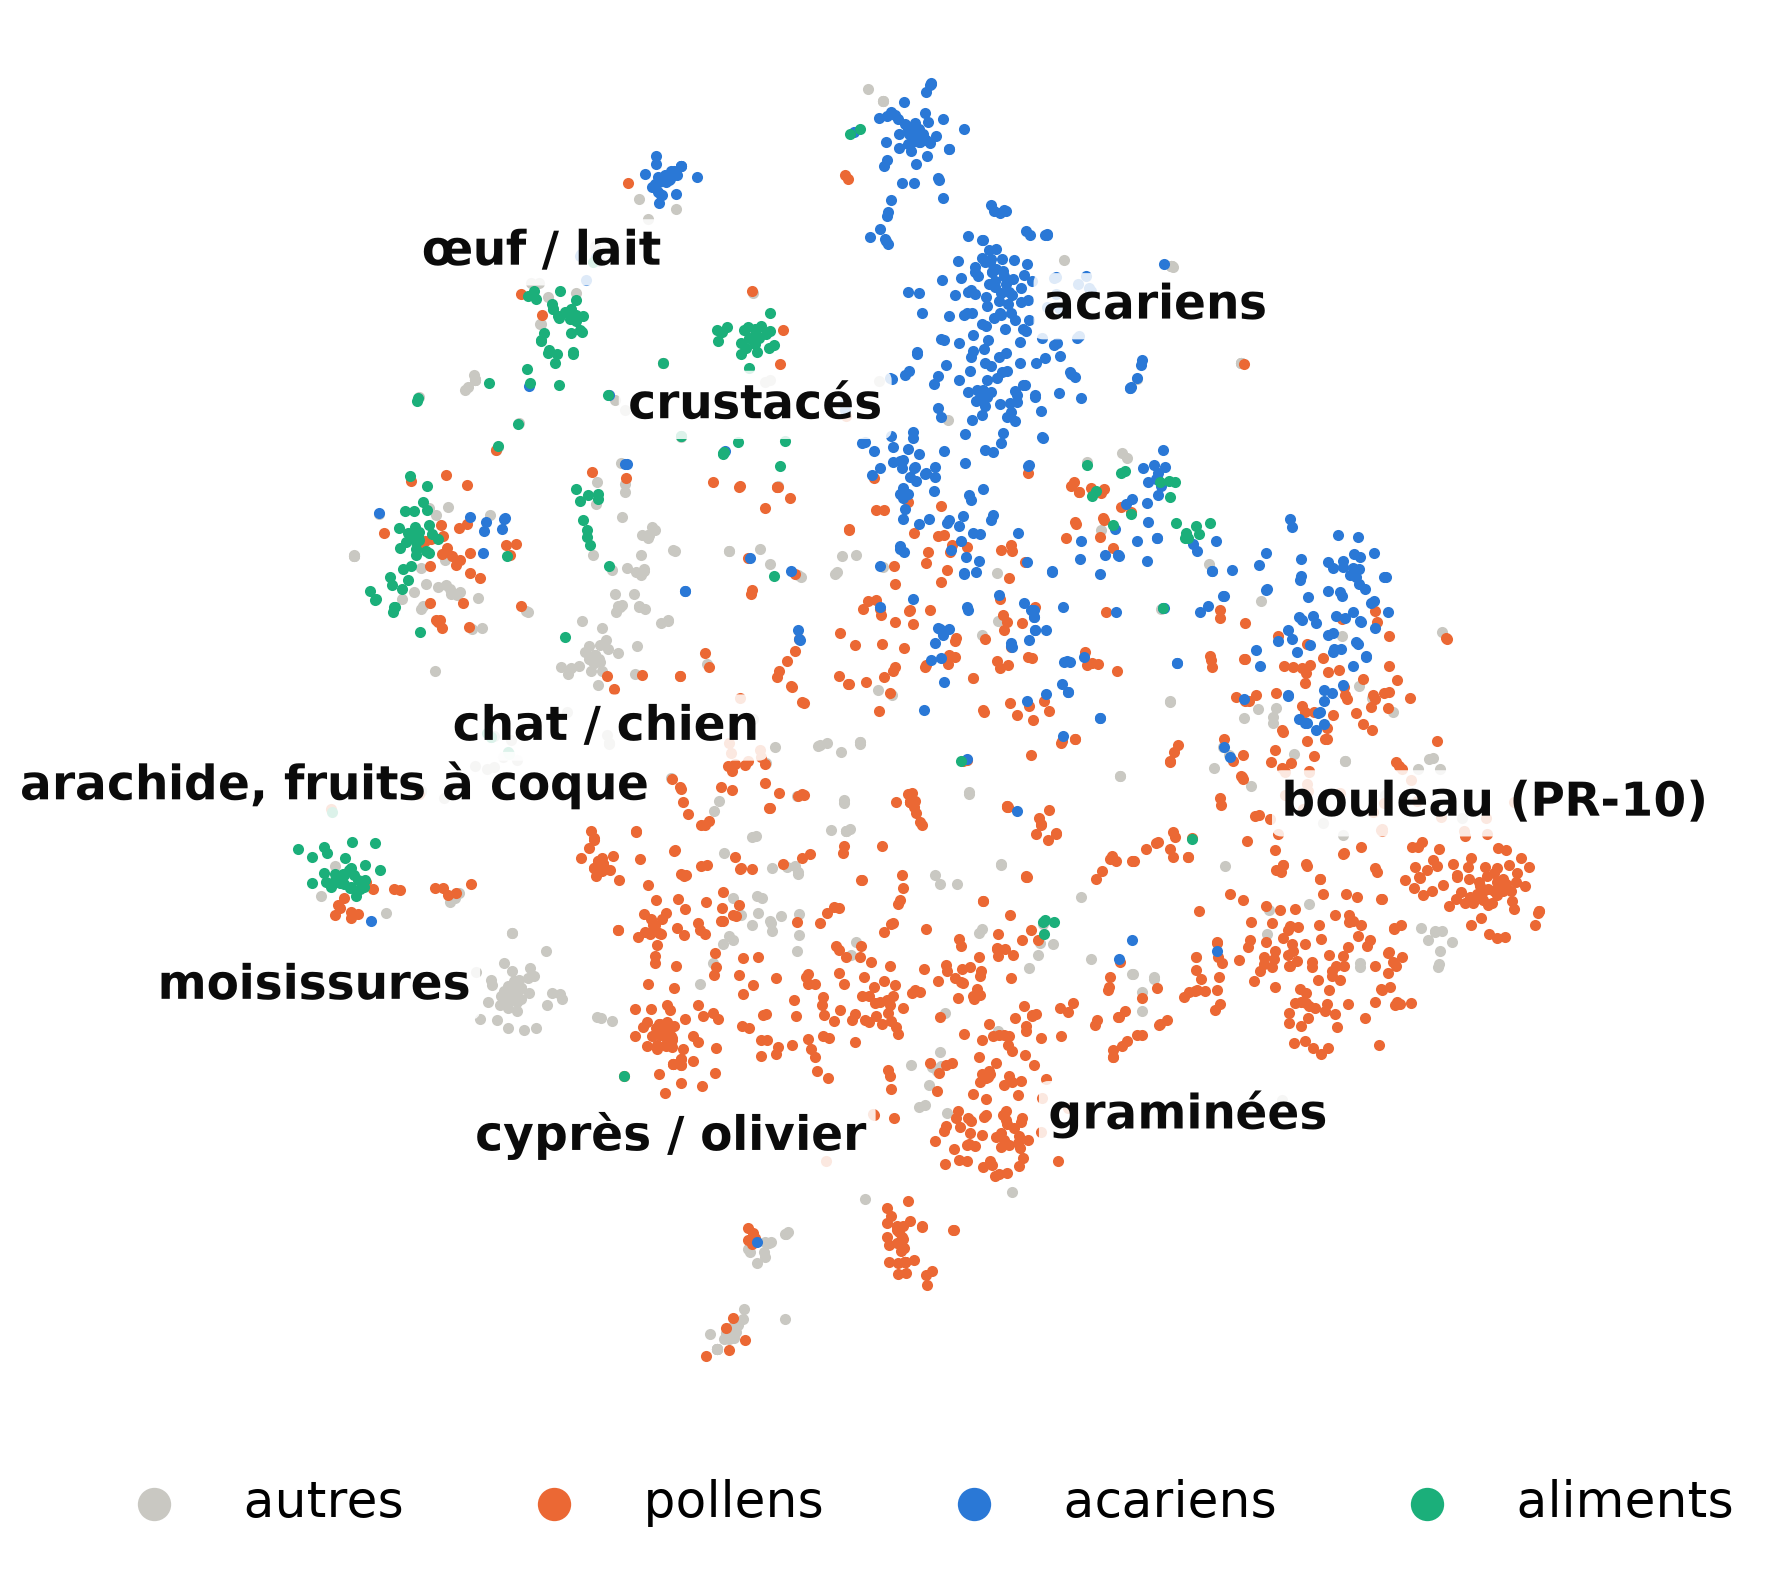 œuf / lait
acariens
crustacés
chat / chien
arachide, fruits à coque
bouleau (PR-10)
moisissures
graminées
cyprès / olivier
autres
pollens
acariens
aliments